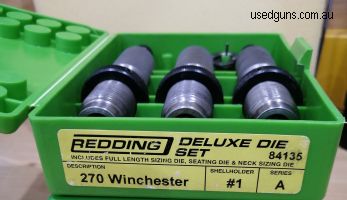 usedguns.com.au
REDDING DELUXE DIE SET 84135
INCLUDES FULL LENGTH SIZING DIE, SEATING DIE & NECK SIZING DIE
DESCRIPTION SHELLHOLDER SERIES
270 Winchester #1 A